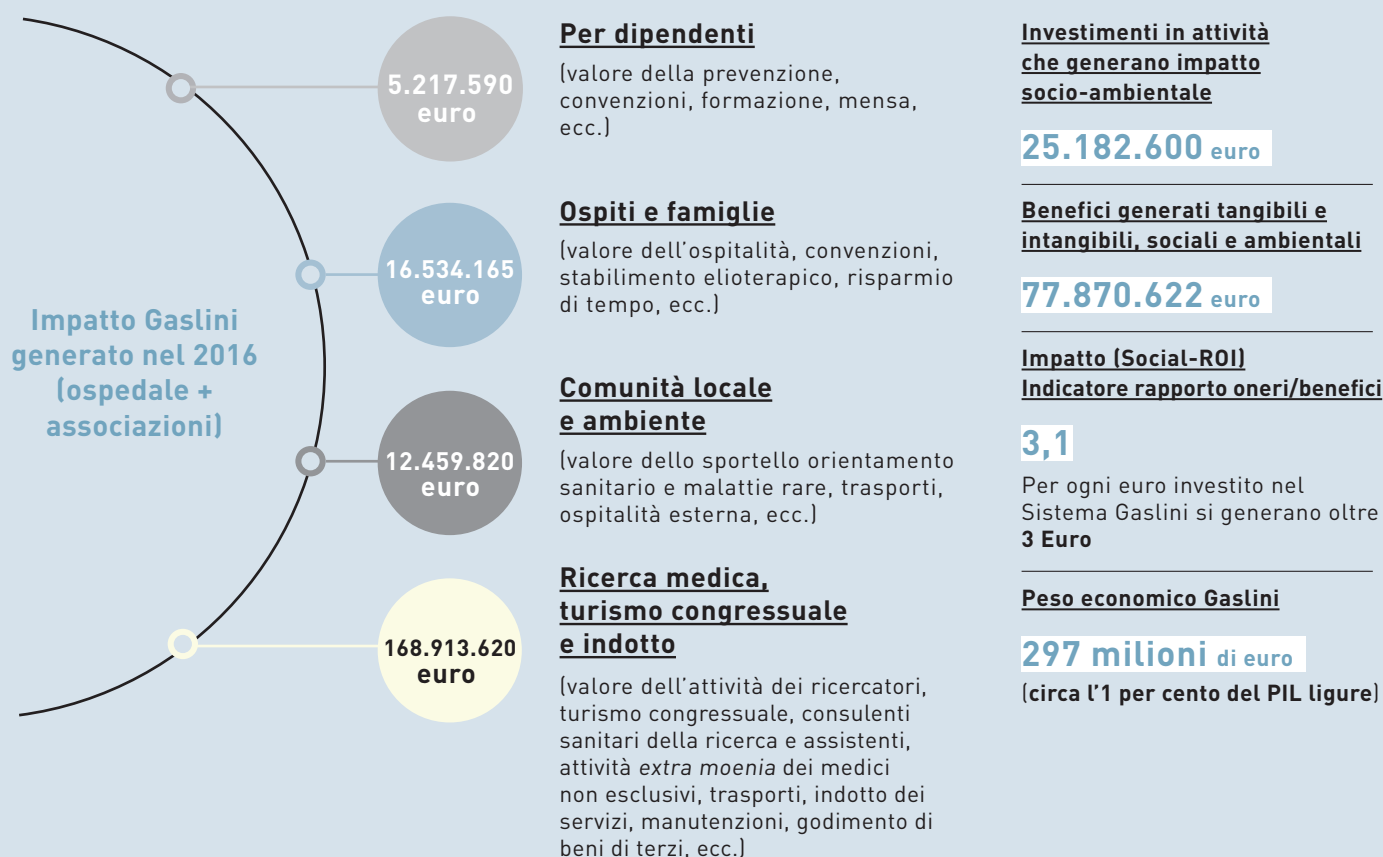 Impatto Gaslini
generato nel 2016
(ospedale +
associazioni)
5.217.590
euro
Per dipendenti
(valore della prevenzione,
convenzioni, formazione, mensa,
ecc.)
16.534.165
euro
Ospiti e famiglie
(valore dell'ospitalità, convenzioni,
stabilimento elioterapico, risparmio
di tempo, ecc.)
12.459.820
euro
Comunità locale
e ambiente
(valore dello sportello orientamento
sanitario e malattie rare, trasporti,
ospitalità esterna, ecc.)
168.913.620
euro
Ricerca medica,
turismo congressuale
e indotto
(valore dell'attività dei ricercatori,
turismo congressuale, consulenti
sanitari della ricerca e assistenti,
attività extra moenia dei medici
non esclusivi, trasporti, indotto dei
servizi, manutenzioni, godimento di
beni di terzi, ecc.)
Investimenti in attività
che generano impatto
socio-ambientale
25.182.600 euro
Benefici generati tangibili e
intangibili, sociali e ambientali
77.870.622 euro
Impatto (Social-ROI)
Indicatore rapporto oneri/benefici
3,1
Per ogni euro investito nel
Sistema Gaslini si generano oltre
3 Euro
Peso economico Gaslini
297 milioni di euro
(circa l'1 per cento del PIL ligure)